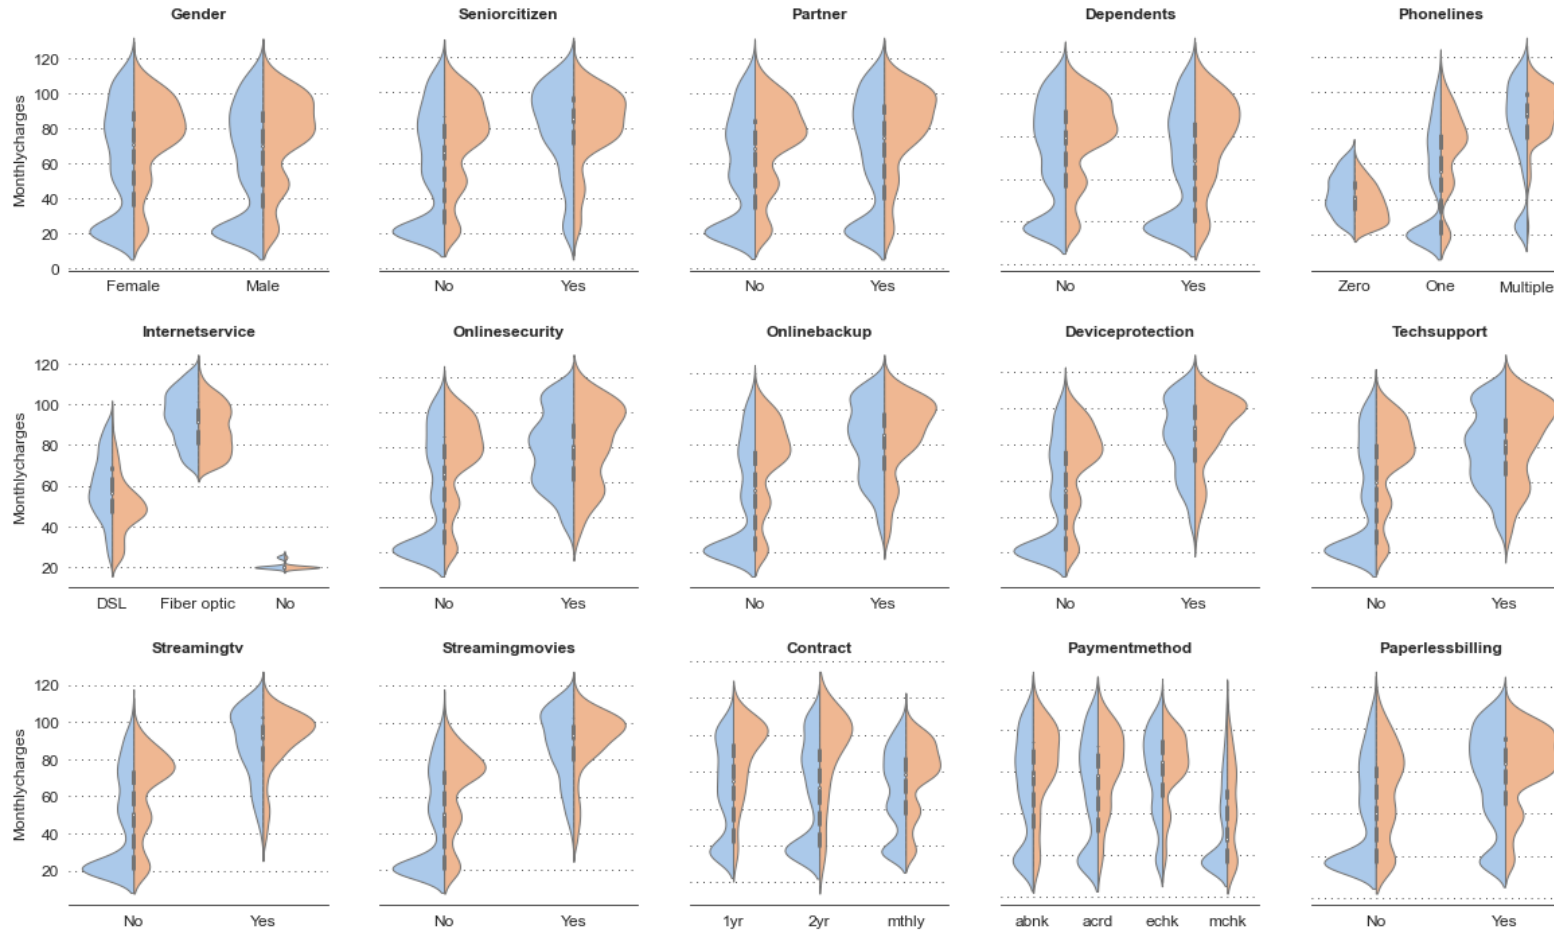 Gender Seniorcitizen Partner Dependents Phonelines
Monthlycharges
120
100
80
60
40
20
0
Female Male No Yes No Yes No Yes Zero One Multiple
Internetservice Onlinesecurity Onlinebackup Deviceprotection Techsupport
Monthlycharges
120
100
80
60
40
20
DSL Fiber optic No No Yes No Yes No Yes No Yes
Streamingtv Streamingmovies Contract Paymentmethod Paperlessbilling
Monthlycharges
120
100
80
60
40
20
No Yes No Yes 1yr 2yr mthly abnk acrd echk mchk No Yes